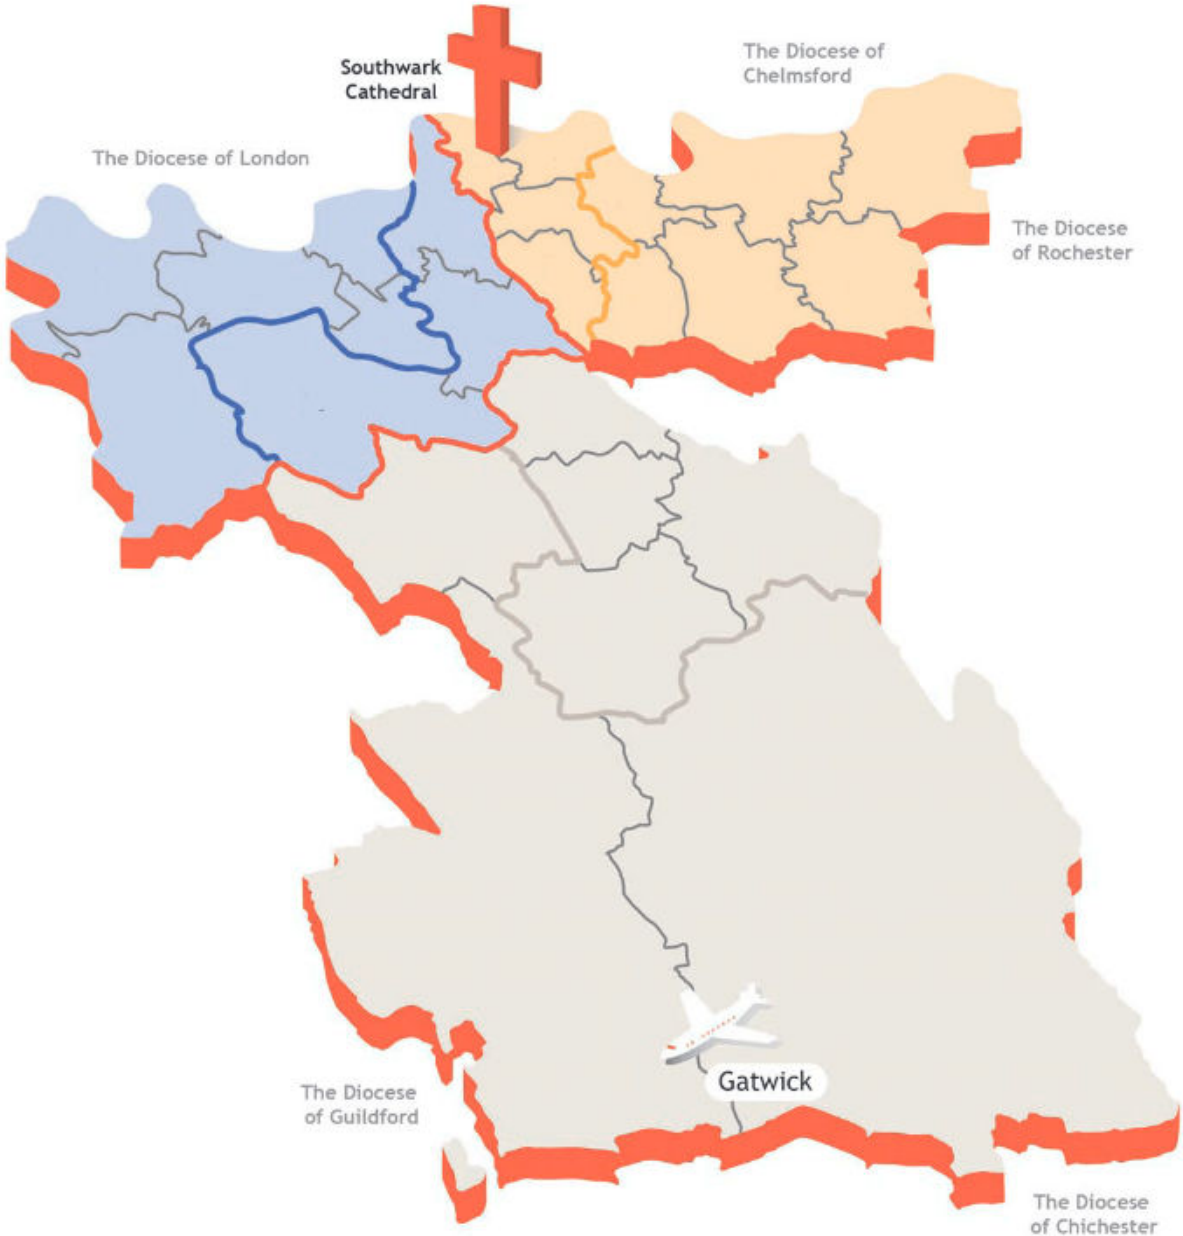 Southwark
Cathedral
The Diocese of
Chelmsford
The Diocese of London
The Diocese
of Rochester
Gatwick
The Diocese
of Guildford
The Diocese
of Chichester